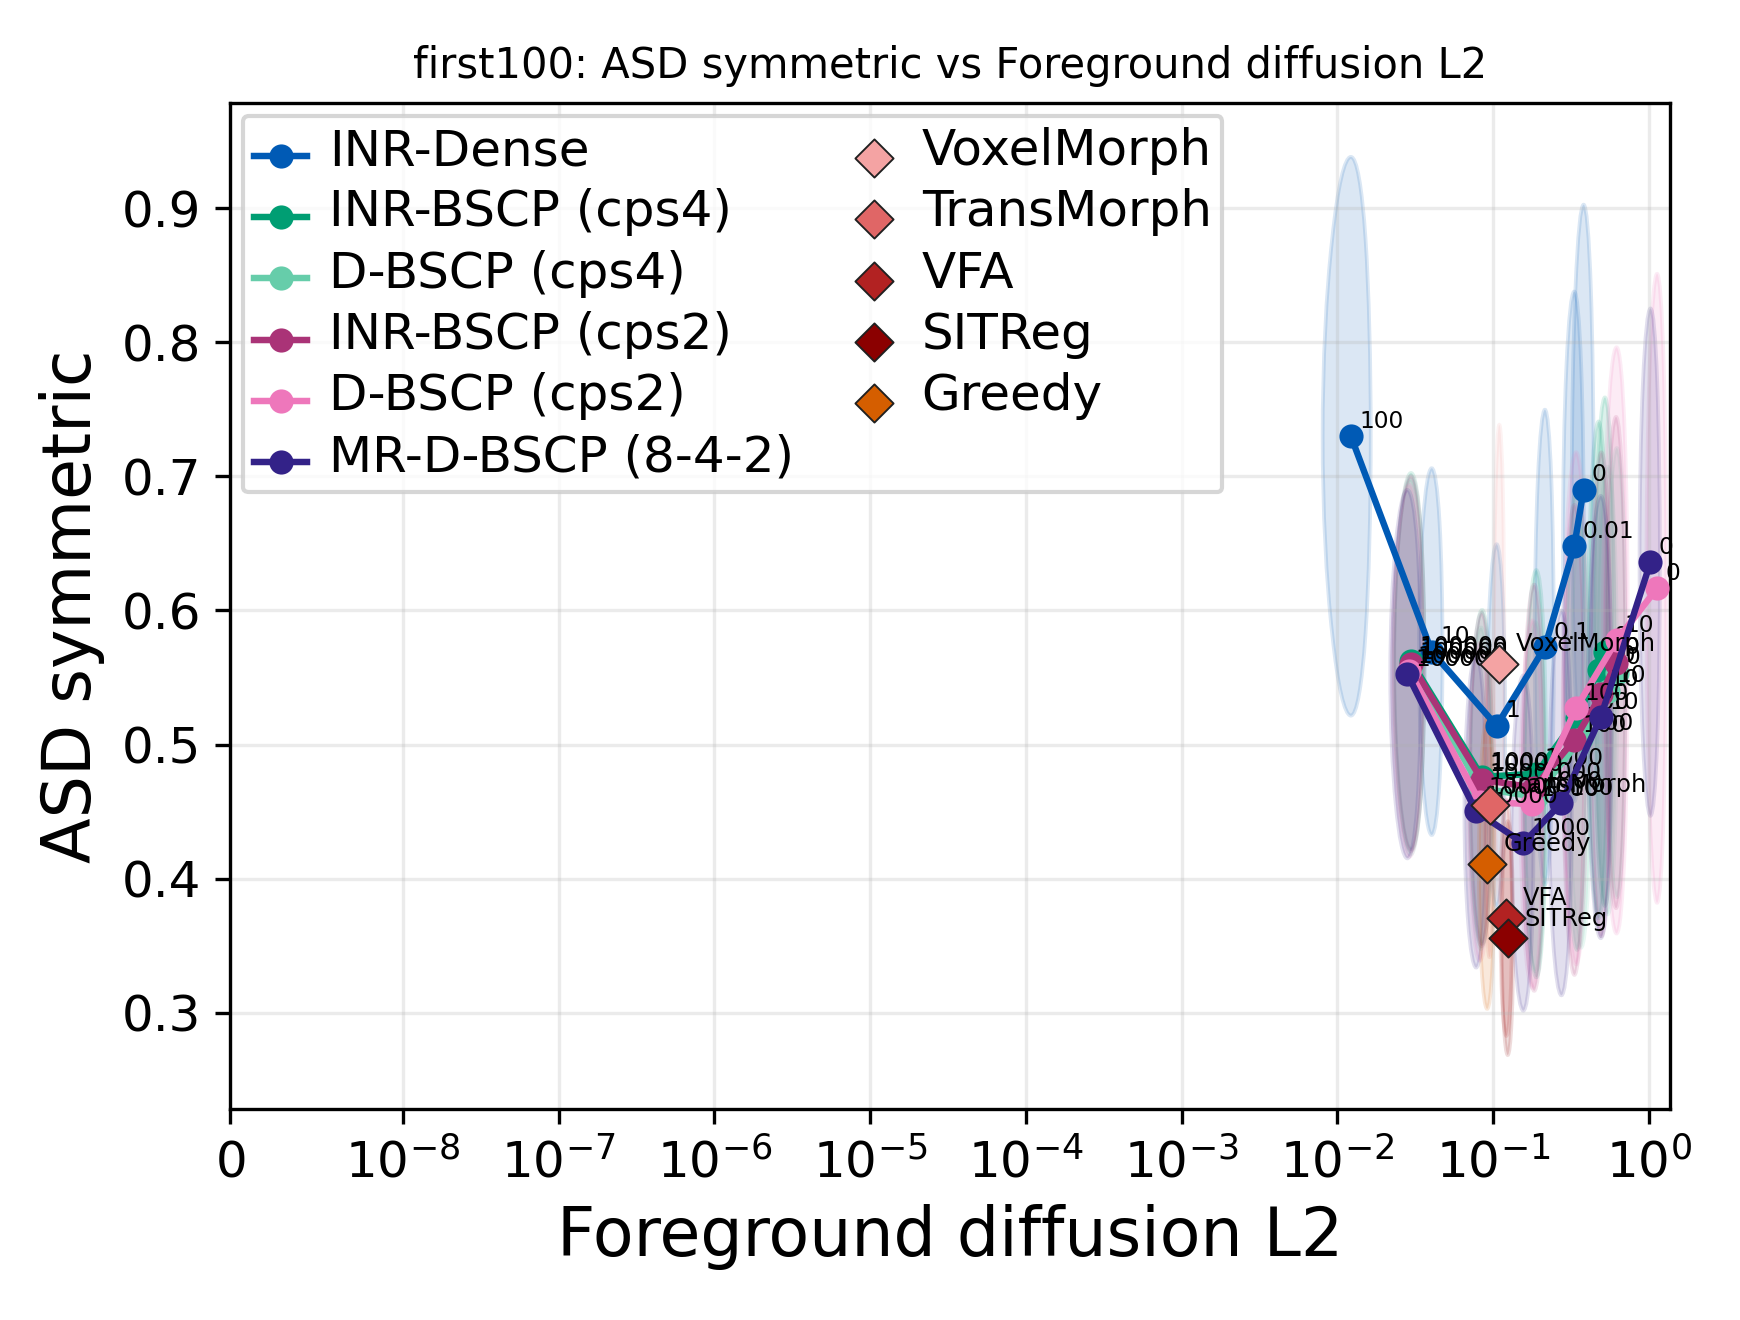 first100: ASD symmetric vs Foreground diffusion L2
INR-Dense
INR-BSCP (cps4)
D-BSCP (cps4)
INR-BSCP (cps2)
D-BSCP (cps2)
MR-D-BSCP (8-4-2)
VoxelMorph
TransMorph
VFA
SITReg
Greedy
ASD symmetric
0.9
0.8
0.7
0.6
0.5
0.4
0.3
100
0
0.01
0
0
10
0.1
VoxelMorph
10
1
1000
Greedy
VFA
SITReg
0
10⁻⁸
10⁻⁷
10⁻⁶
10⁻⁵
10⁻⁴
10⁻³
10⁻²
10⁻¹
10⁰
Foreground diffusion L2